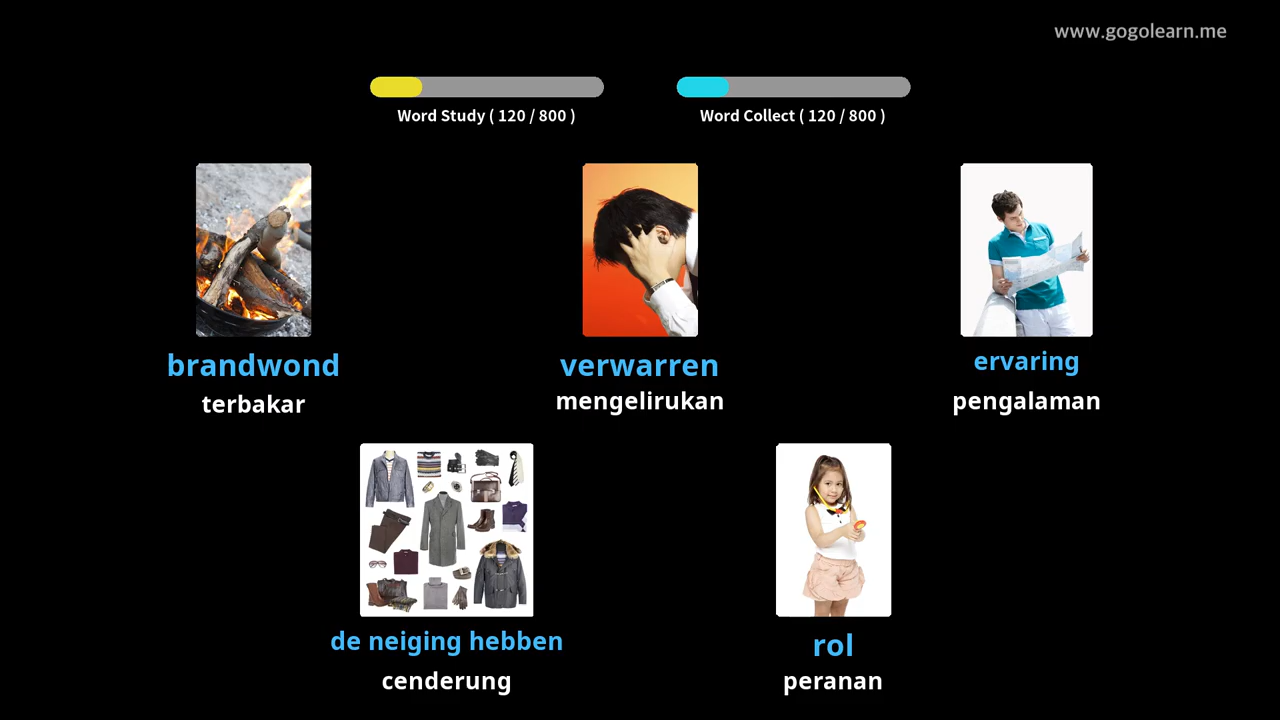 www.gogolearn.me
Word Study ( 120 / 800 )
Word Collect ( 120 / 800 )
brandwond
terbakar
verwarren
mengelirukan
ervaring
pengalaman
de neiging hebben
cenderung
rol
peranan